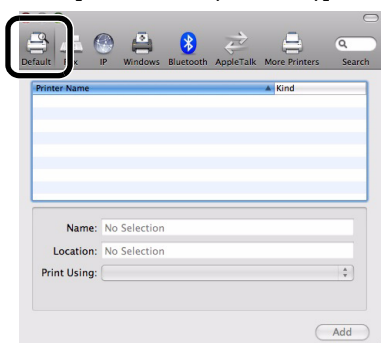 Default Fax IP Windows Bluetooth AppleTalk More Printers Search
Printer Name Kind
Name: No Selection
Location: No Selection
Print Using:
Add